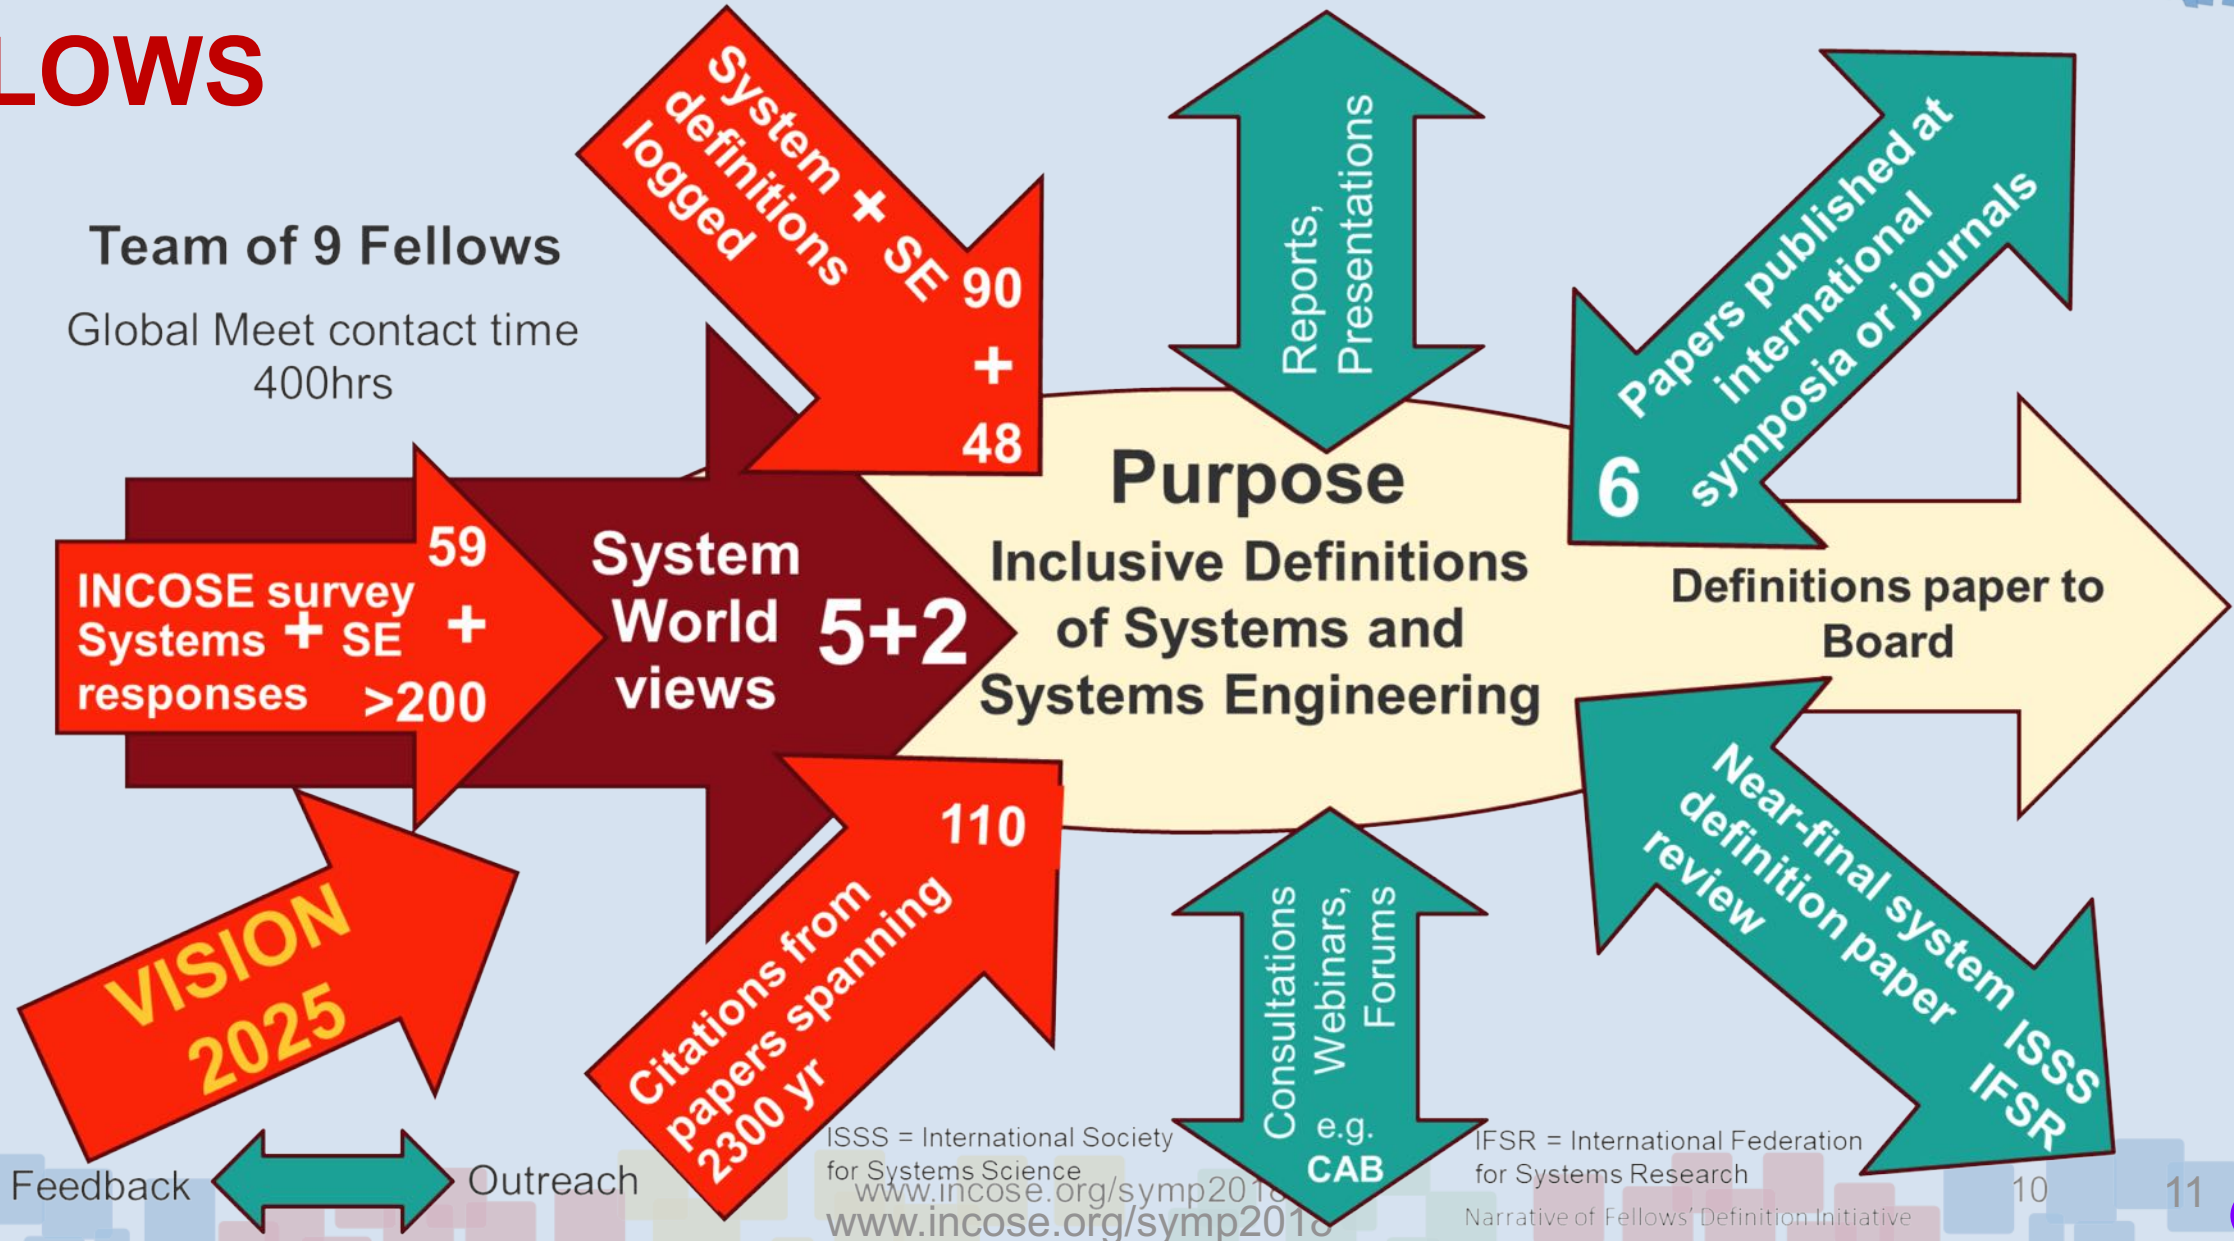 LOWS
Team of 9 Fellows
Global Meet contact time
400hrs
System + SE
definitions
logged
90
+
48
Reports,
Presentations
Papers published at
international
symposia or journals
6
INCOSE survey
Systems + SE
responses
59
+
>200
System
World
views
5+2
Purpose
Inclusive Definitions
of Systems and
Systems Engineering
Definitions paper to
Board
VISION
2025
110
Citations from
papers spanning
2300 yr
Consultations
Webinars,
Forums
e.g.
CAB
Near-final system
definition paper
review
ISSS
IFSR
Feedback
Outreach
ISSS = International Society
for Systems Science
IFSR = International Federation
for Systems Research
www.incose.org/symp2018
www.incose.org/symp2018
Narrative of Fellows' Definition Initiative
10
11